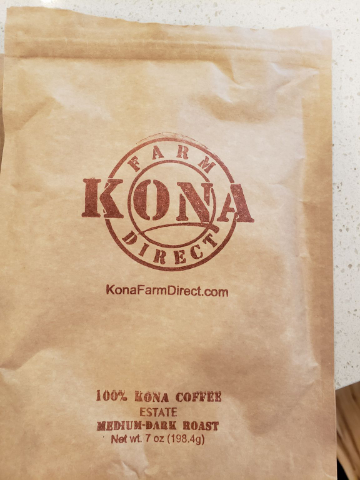 FARM
KONA
DIRECT
KonaFarmDirect.com
100% KONA COFFEE
ESTATE
MEDIUM-DARK ROAST
Net wt. 7 oz (198.4g)